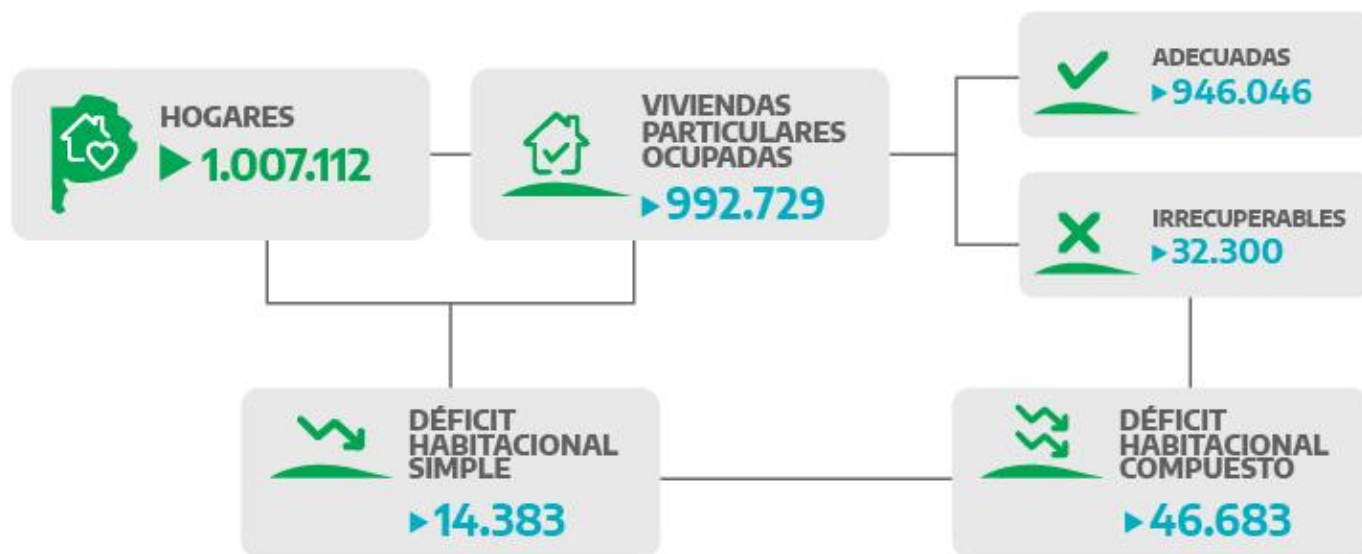 HOGARES
1.007.112
VIVIENDAS
PARTICULARES
OCUPADAS
992.729
ADECUADAS
946.046
IRRECUPERABLES
32.300
DÉFICIT
HABITACIONAL
SIMPLE
14.383
DÉFICIT
HABITACIONAL
COMPUESTO
46.683